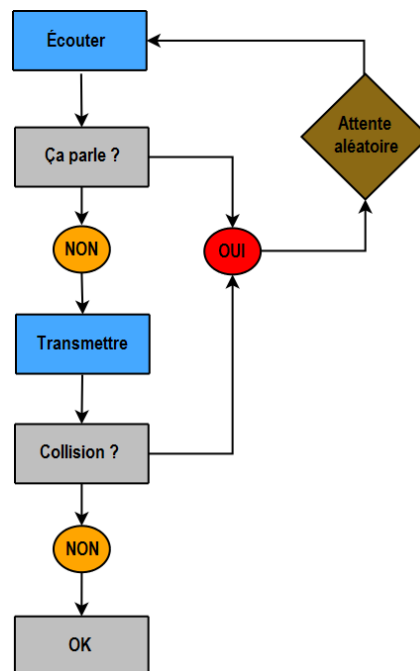 Écouter
Attente
aléatoire
Ça parle ?
NON
OUI
Transmettre
Collision ?
NON
OK